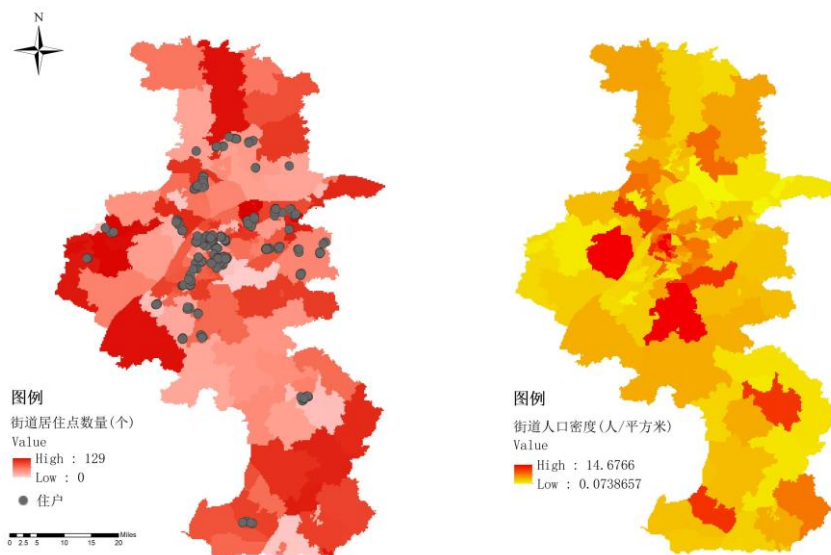 N
图例
街道居住点数量(个)
Value
High : 129
Low : 0
住户
0 2.5 5 10 15 20 Miles
图例
街道人口密度(人/平方米)
Value
High : 14.6766
Low : 0.0738657